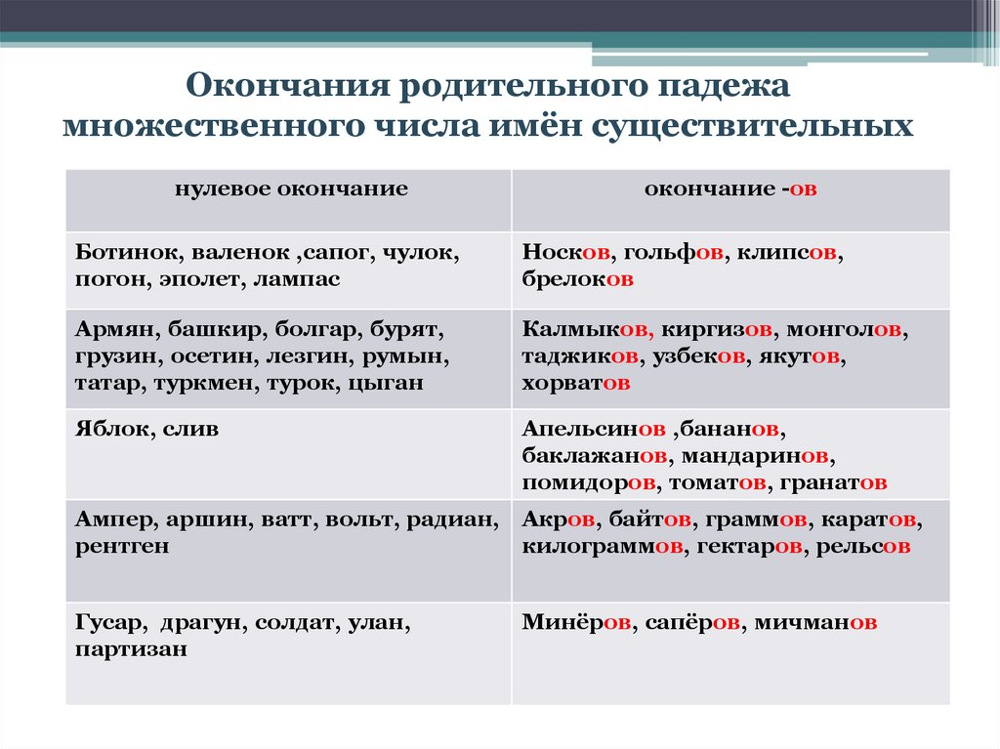 Окончания родительного падежа
множественного числа имён существительных
нулевое окончание
окончание -ов
Ботинок, валенок ,сапог, чулок,
погон, эполет, лампас
Носков, гольфов, клипсов,
брелоков
Армян, башкир, болгар, бурят,
грузин, осетин, лезгин, румын,
татар, туркмен, турок, цыган
Калмыков, киргизов, монголов,
таджиков, узбеков, якутов,
хорватов
Яблок, слив
Апельсинов ,бананов,
баклажанов, мандаринов,
помидоров, томатов, гранатов
Ампер, аршин, ватт, вольт, радиан,
рентген
Акров, байтов, граммов, каратов,
килограммов, гектаров, рельсов
Гусар, драгун, солдат, улан,
партизан
Минёров, сапёров, мичманов